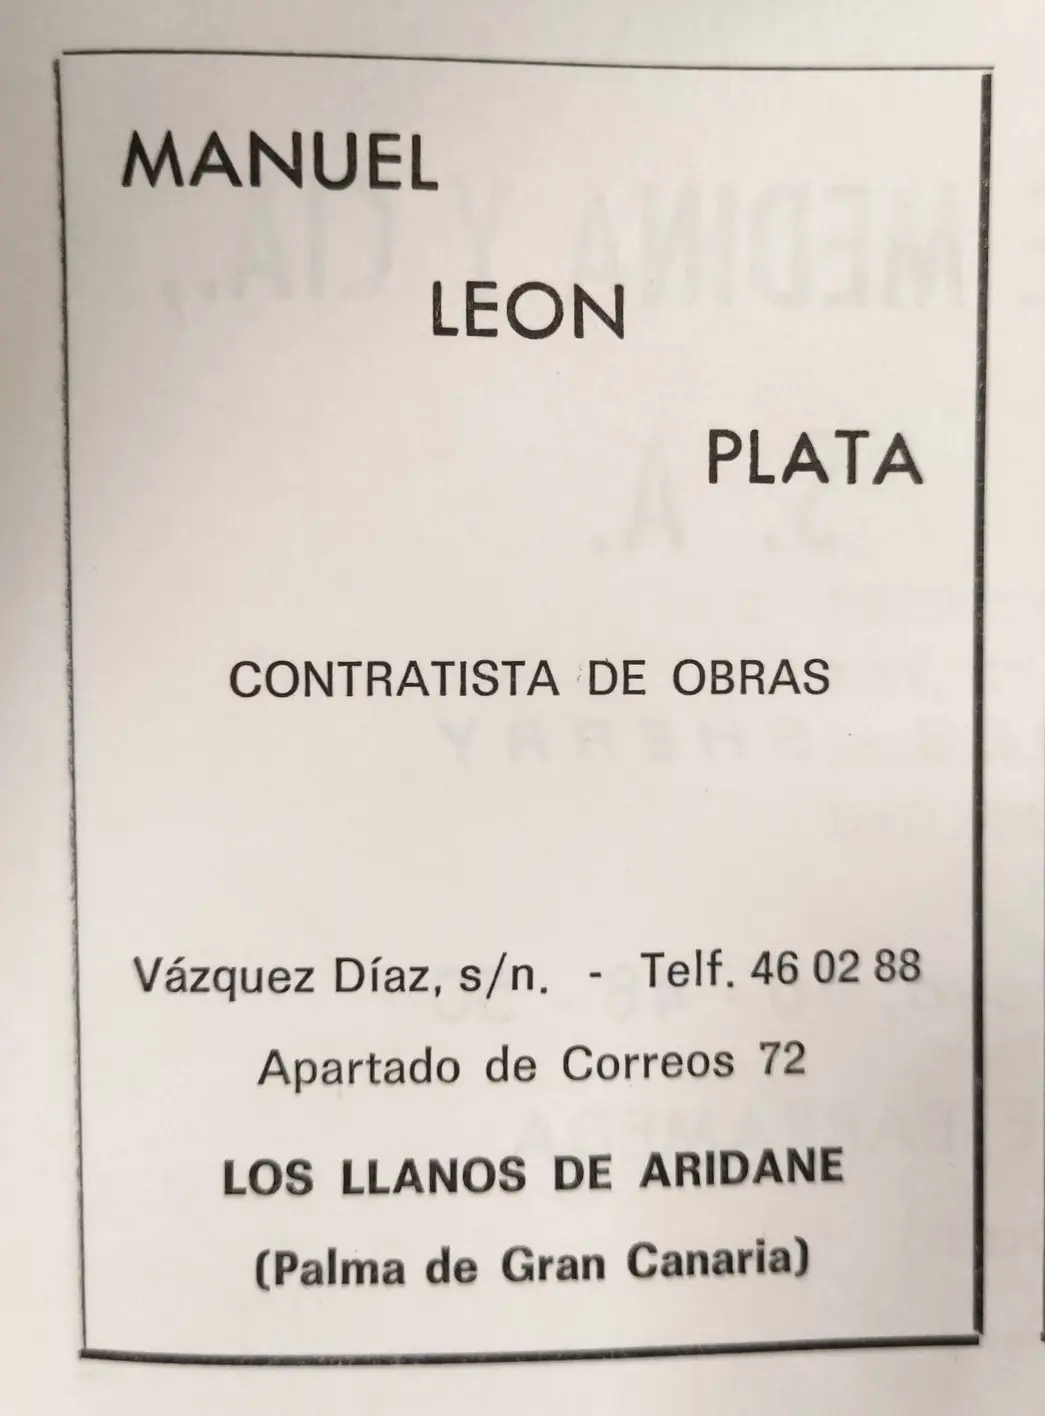 MANUEL
LEON
PLATA
CONTRATISTA DE OBRAS
Vázquez Díaz, s/n. - Telf. 46 02 88
Apartado de Correos 72
LOS LLANOS DE ARIDANE
(Palma de Gran Canaria)